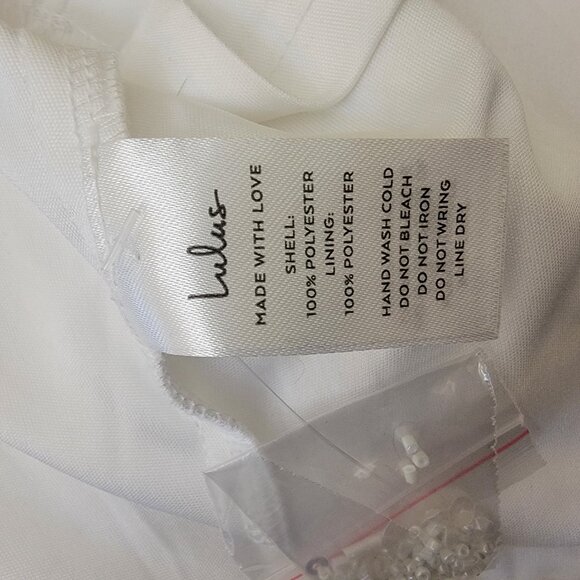 Lulus
MADE WITH LOVE
SHELL:
100% POLYESTER
LINING:
100% POLYESTER
HAND WASH COLD
DO NOT BLEACH
DO NOT IRON
DO NOT WRING
LINE DRY